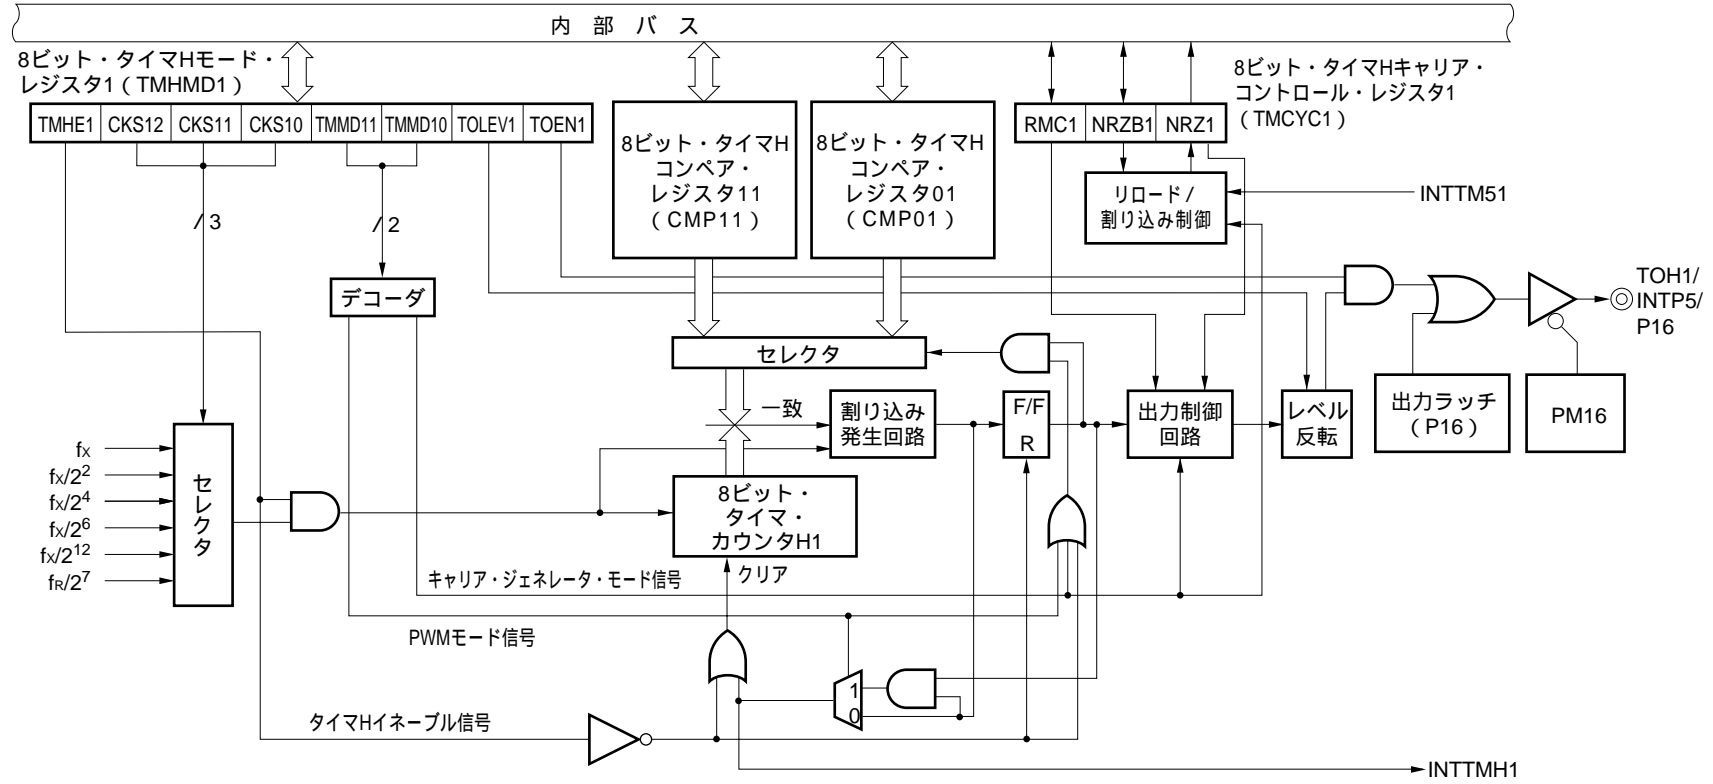 内 部 バ ス
8ビット・タイマHモード・
レジスタ1（TMHMD1）
TMHE1 CKS12 CKS11 CKS10 TMMD11 TMMD10 TOLEV1 TOEN1
8ビット・タイマH
コンペア・
レジスタ11
（CMP11）
8ビット・タイマH
コンペア・
レジスタ01
（CMP01）
8ビット・タイマHキャリア・
コントロール・レジスタ1
（TMCYC1）
RMC1 NRZB1 NRZ1
リロード/
割り込み制御
INTTM51
/3
/2
デコーダ
TOH1/
INTP5/
P16
セレクタ
一致
割り込み
発生回路
F/F
R
出力制御
回路
レベル
反転
出力ラッチ
（P16）
PM16
fX
fX/2²
fX/2⁴
fX/2⁶
fX/2¹²
fR/2⁷
セレクタ
8ビット・
タイマ・
カウンタH1
クリア
キャリア・ジェネレータ・モード信号
PWMモード信号
1
0
タイマHイネーブル信号
INTTMH1